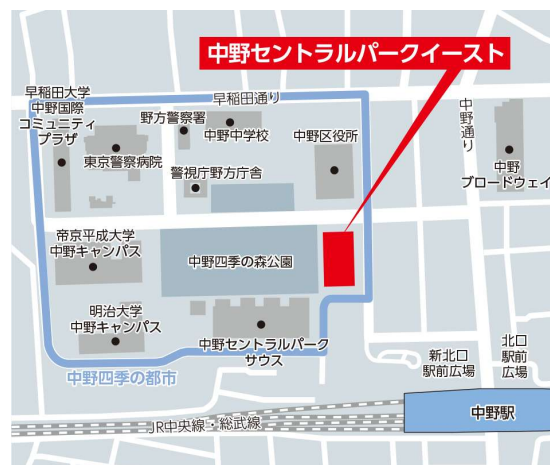 中野セントラルパークイースト
早稲田大学
中野国際
コミュニティ
プラザ
早稲田通り
野方警察署
中野中学校
中野区役所
中野通り
東京警察病院
警視庁野方庁舎
中野
ブロードウェイ
帝京平成大学
中野キャンパス
中野四季の森公園
明治大学
中野キャンパス
中野セントラルパーク
サウス
新北口
駅前広場
北口
駅前
広場
中野四季の都市
中野駅
JR中央線・総武線